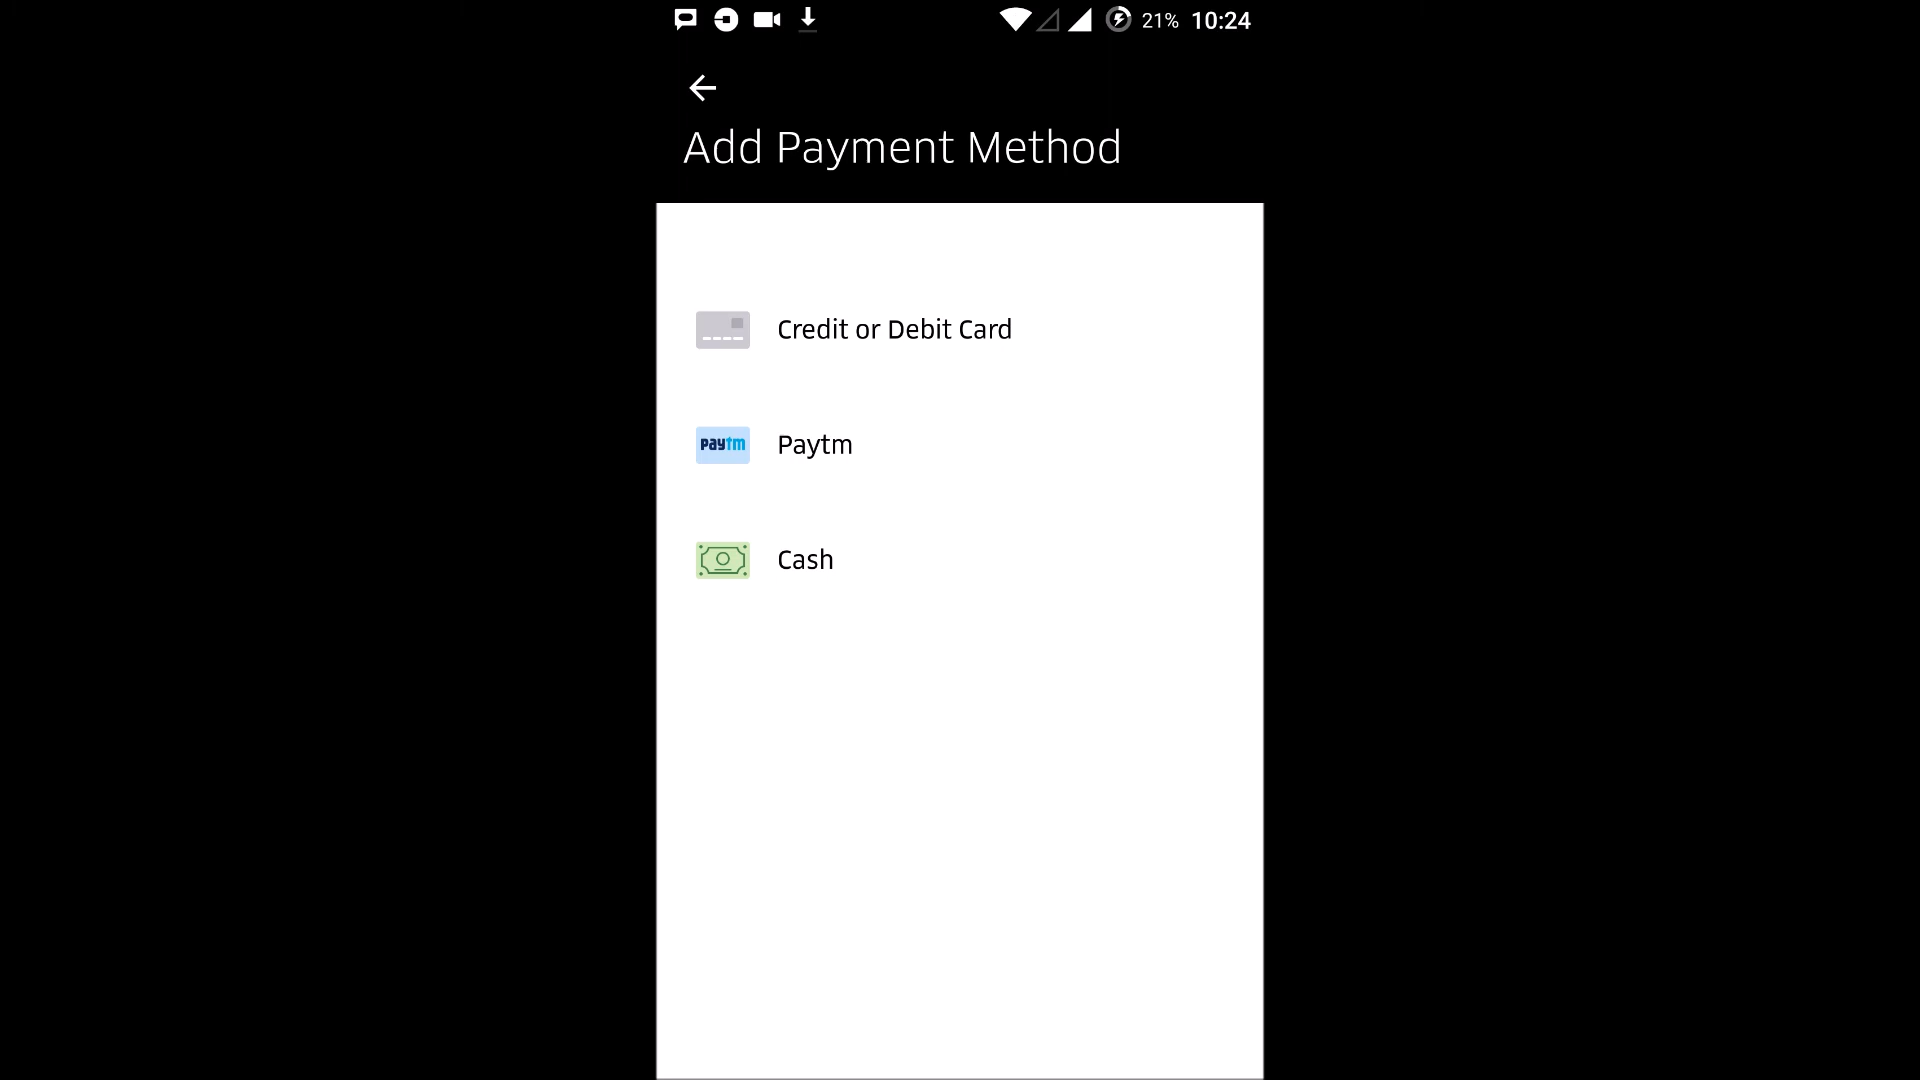 21% 10:24
Add Payment Method
Credit or Debit Card
paytm Paytm
Cash